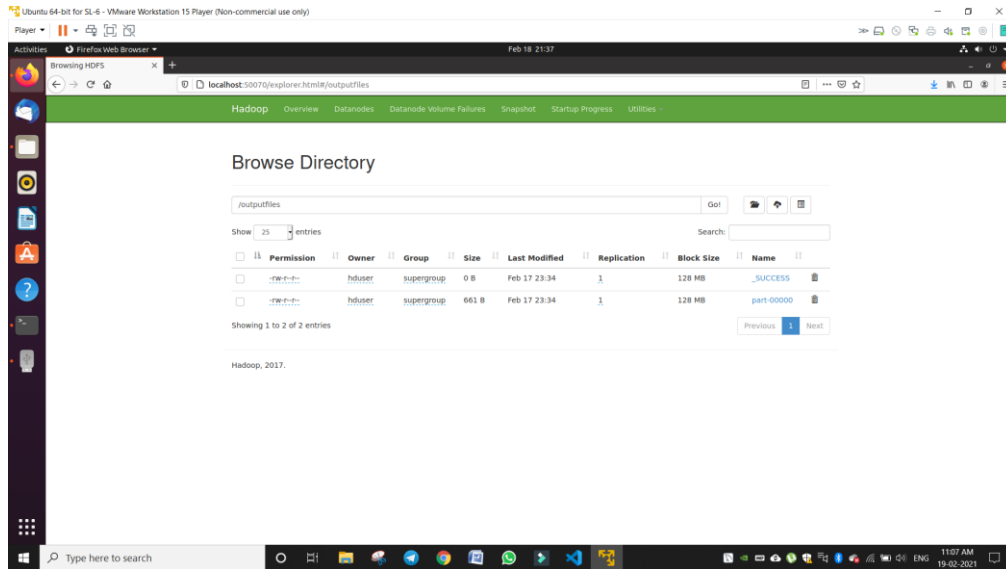 Ubuntu 64-bit for SL-6 - VMware Workstation 15 Player (Non-commercial use only)
Player
Activities Firefox Web Browser Feb 18 21:37
Browsing HDFS
localhost:50070/explorer.html#/outputfiles
Hadoop Overview Datanodes Datanode Volume Failures Snapshot Startup Progress Utilities
Browse Directory
/outputfiles Go!
Show 25 entries Search:
Permission Owner Group Size Last Modified Replication Block Size Name
-rw-r--r-- hduser supergroup 0 B Feb 17 23:34 1 128 MB _SUCCESS
-rw-r--r-- hduser supergroup 661 B Feb 17 23:34 1 128 MB part-00000
Showing 1 to 2 of 2 entries Previous 1 Next
Hadoop, 2017.
Type here to search ENG 11:07 AM
19-02-2021